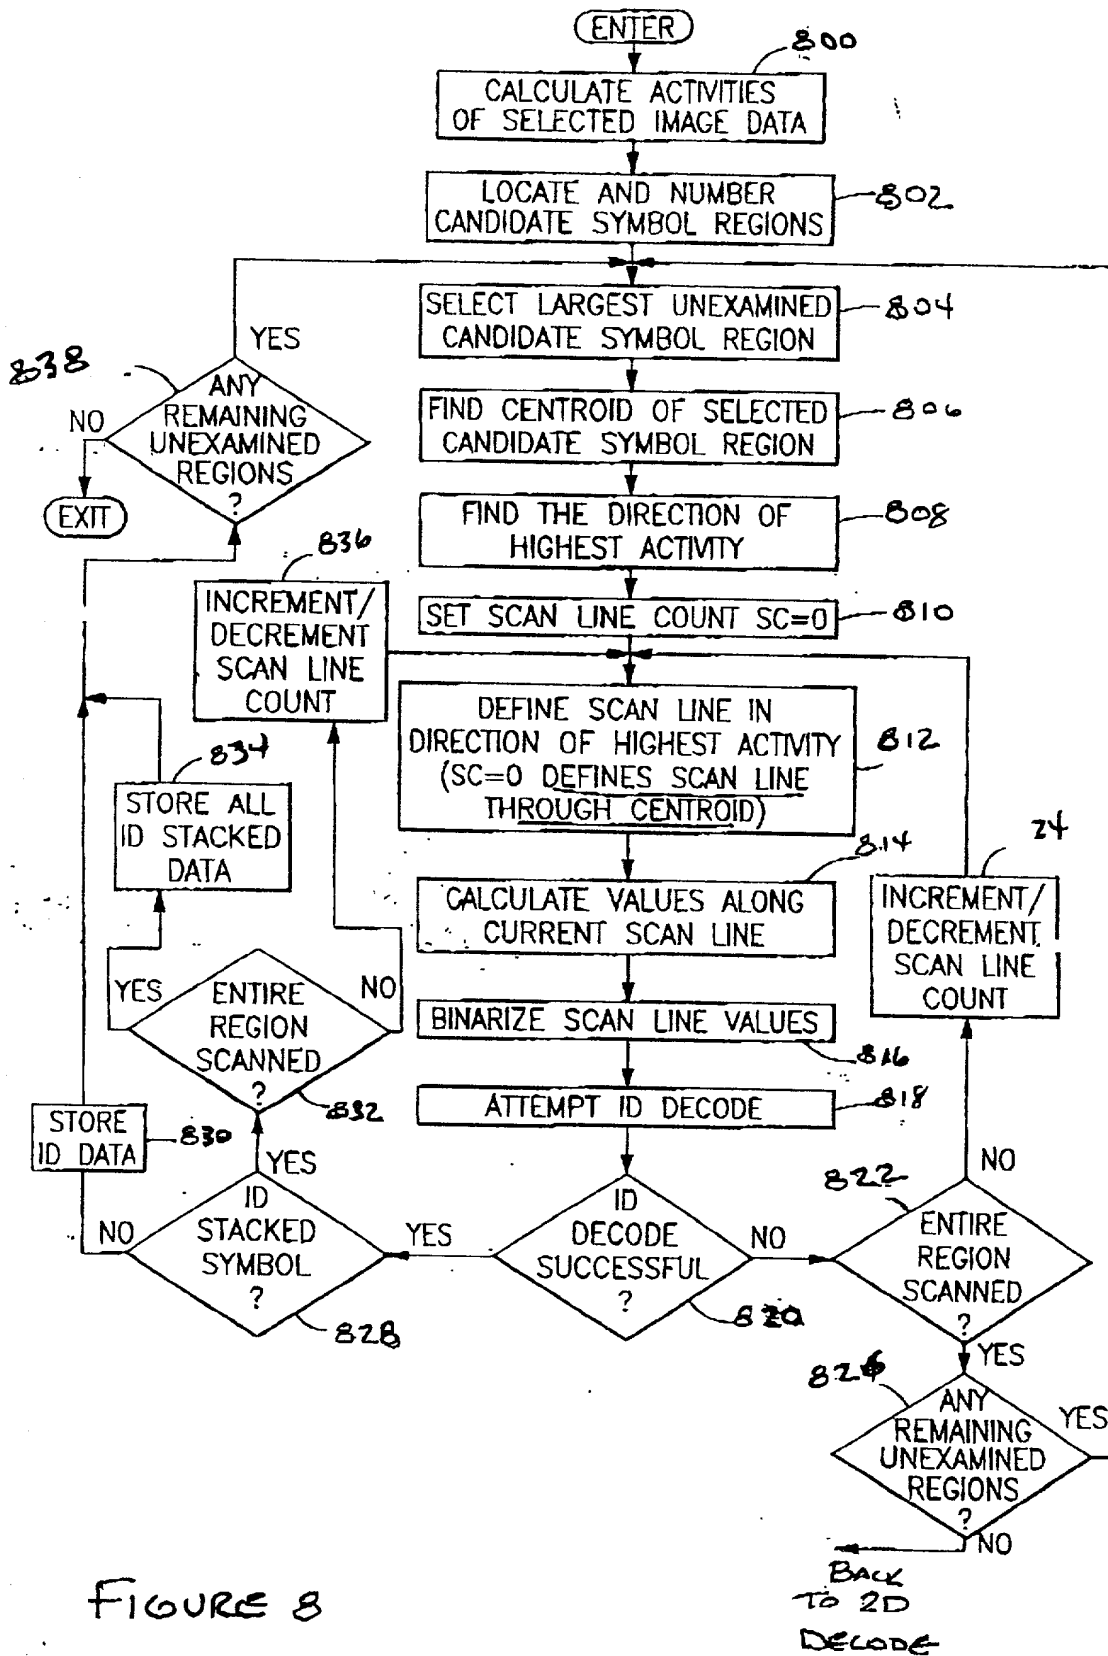 ENTER
800
CALCULATE ACTIVITIES
OF SELECTED IMAGE DATA
LOCATE AND NUMBER
CANDIDATE SYMBOL REGIONS
802
SELECT LARGEST UNEXAMINED
CANDIDATE SYMBOL REGION
804
YES
838
ANY
REMAINING
UNEXAMINED
REGIONS
?
NO
EXIT
FIND CENTROID OF SELECTED
CANDIDATE SYMBOL REGION
806
FIND THE DIRECTION OF
HIGHEST ACTIVITY
808
836
INCREMENT/
DECREMENT
SCAN LINE
COUNT
SET SCAN LINE COUNT SC=0
810
DEFINE SCAN LINE IN
DIRECTION OF HIGHEST ACTIVITY
(SC=0 DEFINES SCAN LINE
THROUGH CENTROID)
812
834
STORE ALL
ID STACKED
DATA
814
CALCULATE VALUES ALONG
CURRENT SCAN LINE
24
INCREMENT/
DECREMENT
SCAN LINE
COUNT
YES
ENTIRE
REGION
SCANNED
?
NO
832
BINARIZE SCAN LINE VALUES
816
ATTEMPT ID DECODE
818
STORE
ID DATA
830
YES
ID
STACKED
SYMBOL
?
NO
828
YES
ID
DECODE
SUCCESSFUL
?
NO
820
NO
822
ENTIRE
REGION
SCANNED
?
YES
826
ANY
REMAINING
UNEXAMINED
REGIONS
?
YES
NO
BACK
TO 2D
DECODE
FIGURE 8